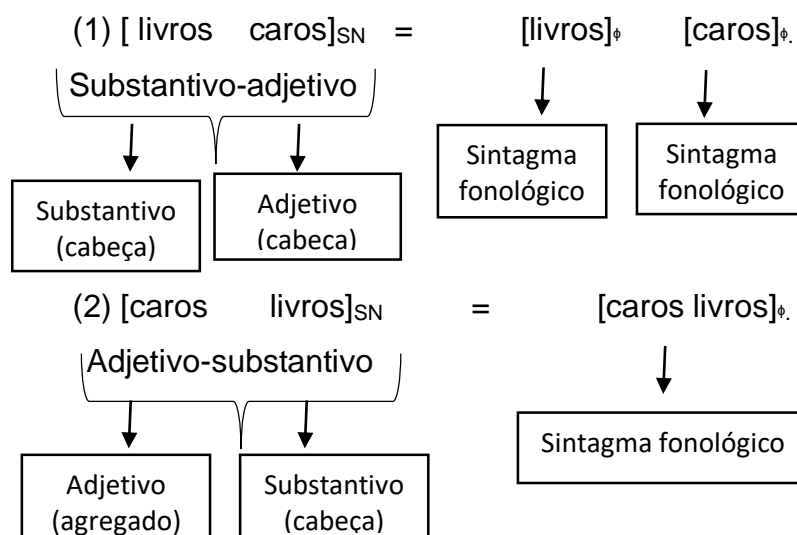 (1) [ livros caros]SN = [livros]ϕ [caros]ϕ.
Substantivo-adjetivo
Sintagma fonológico
Sintagma fonológico
Substantivo (cabeça)
Adjetivo (cabeca)
(2) [caros livros]SN = [caros livros]ϕ.
Adjetivo-substantivo
Sintagma fonológico
Adjetivo (agregado)
Substantivo (cabeça)